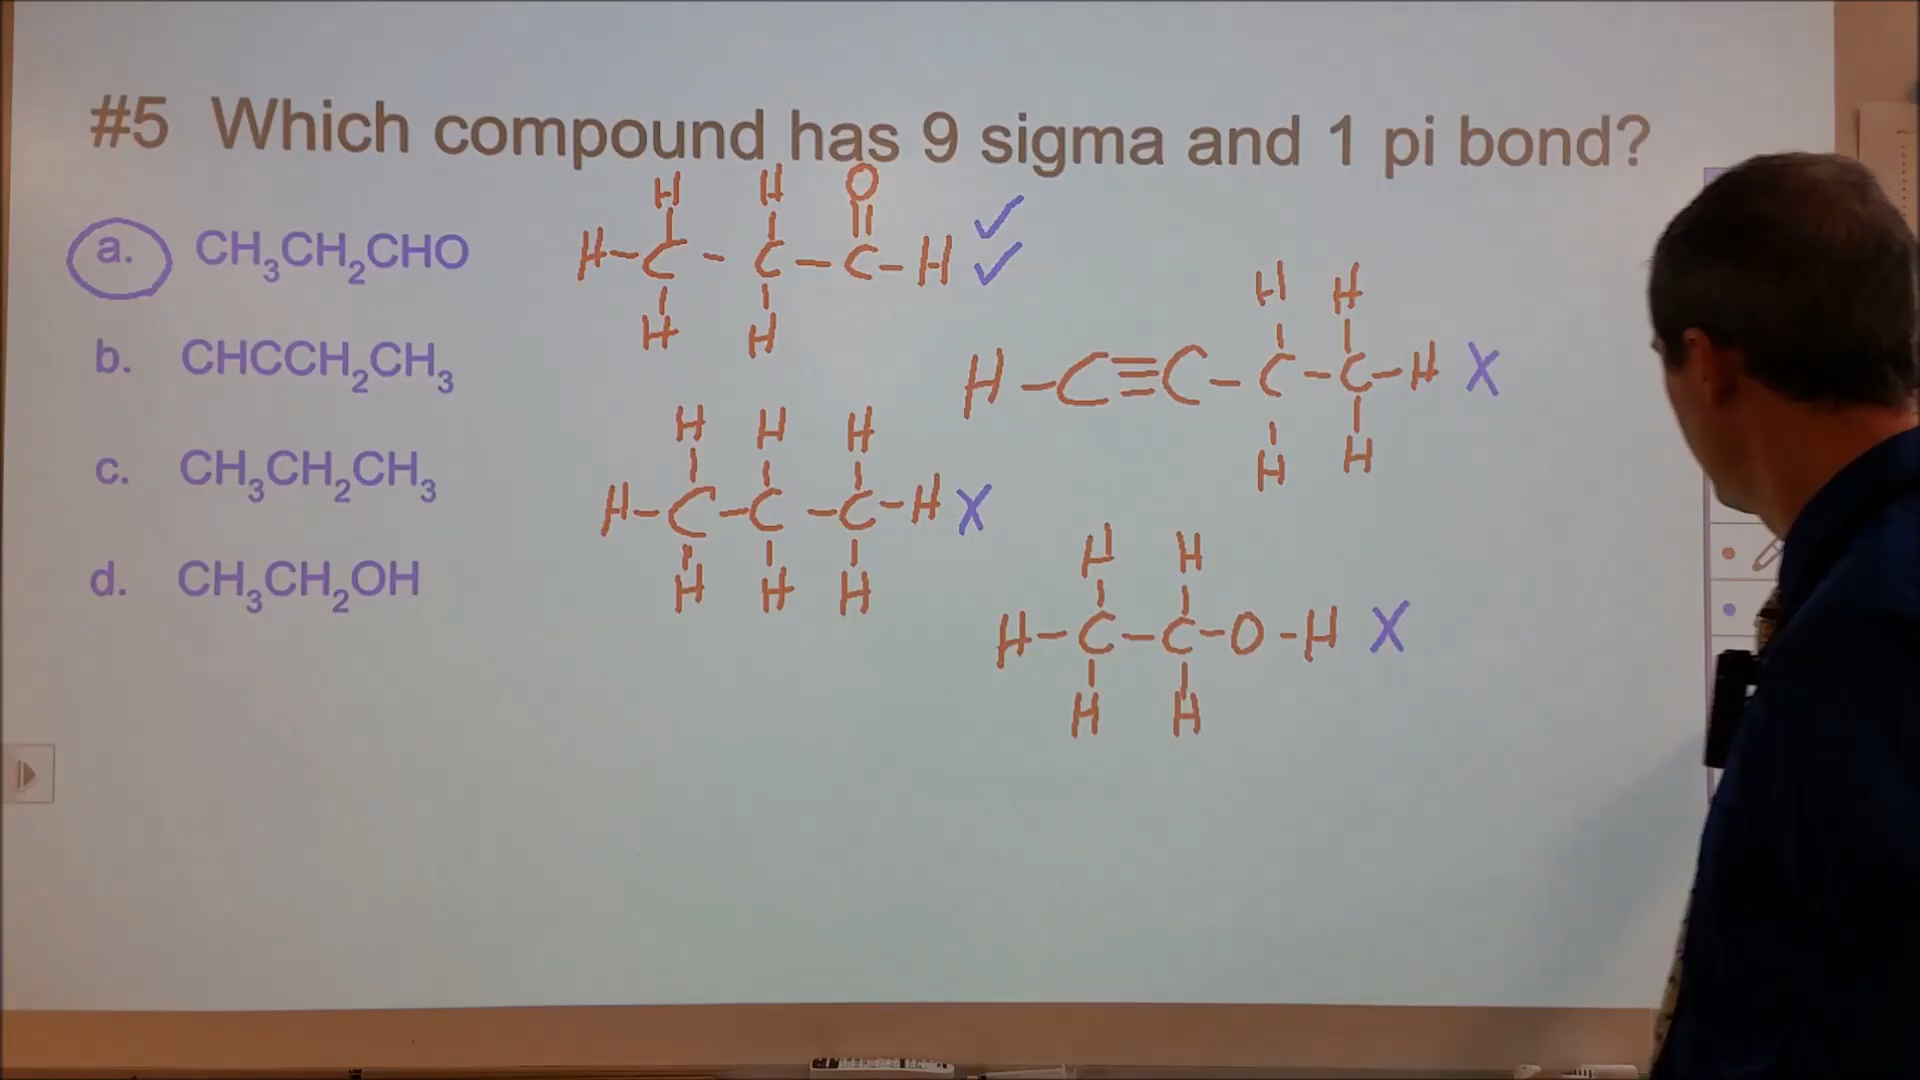 #5 Which compound has 9 sigma and 1 pi bond?
a. CH₃CH₂CHO
b. CHCCH₂CH₃
c. CH₃CH₂CH₃
d. CH₃CH₂OH
H H O
H-C-C-C-H ✓✓
H H
H H
H-C≡C-C-C-H X
H H
H H H
H-C-C-C-H X
H H H
H H
H-C-C-O-H X
H H